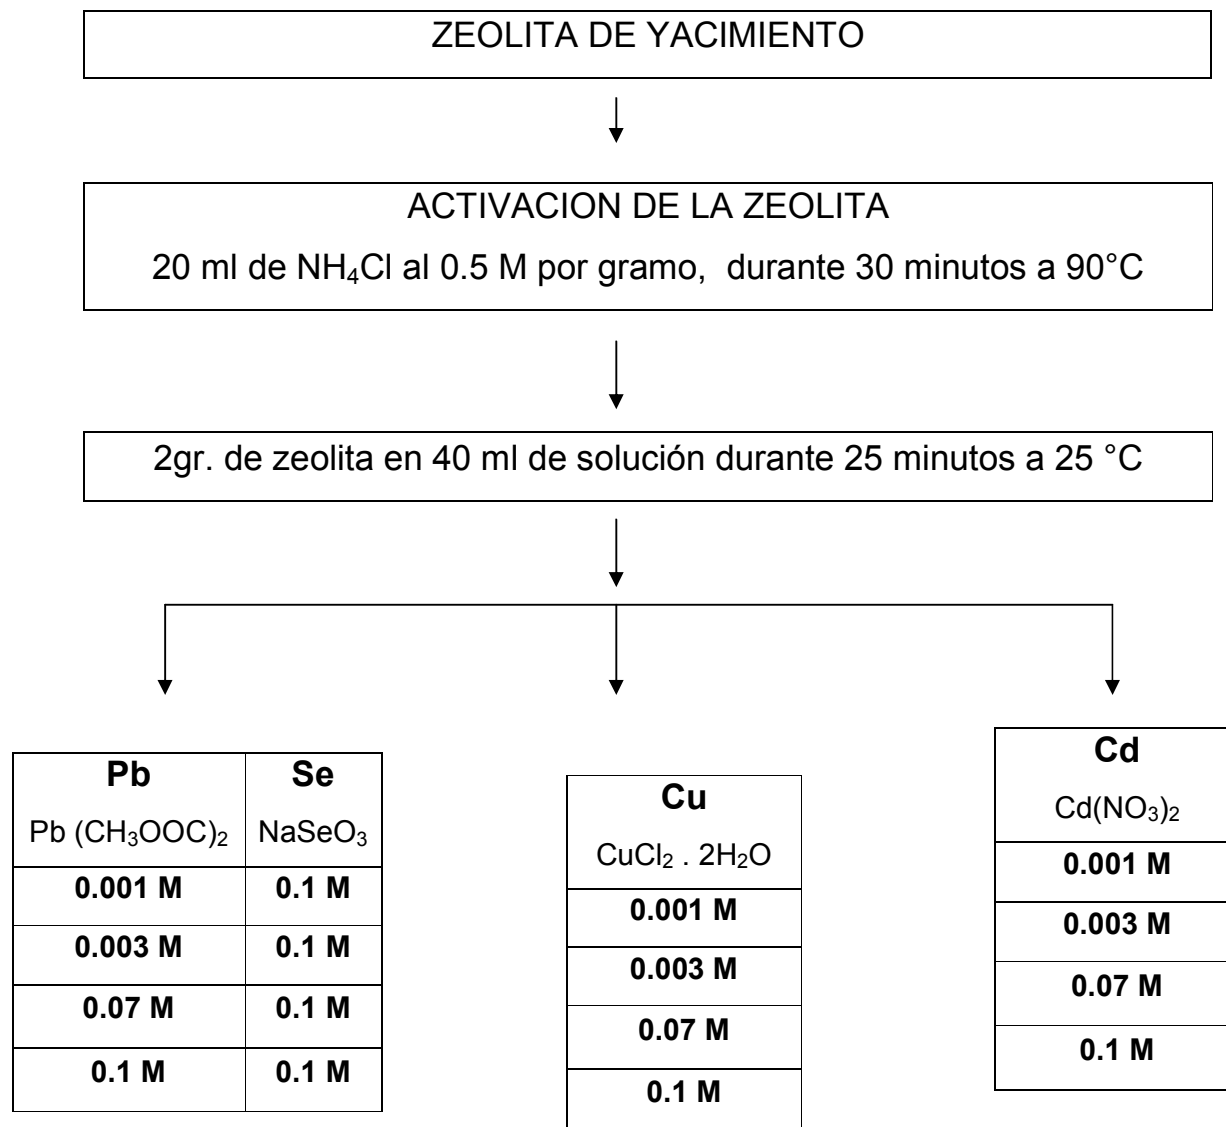 ZEOLITA DE YACIMIENTO
ACTIVACION DE LA ZEOLITA
20 ml de NH₄Cl al 0.5 M por gramo, durante 30 minutos a 90°C
2gr. de zeolita en 40 ml de solución durante 25 minutos a 25 °C
Pb Se
Pb (CH₃OOC)₂ NaSeO₃
0.001 M 0.1 M
0.003 M 0.1 M
0.07 M 0.1 M
0.1 M 0.1 M
Cu
CuCl₂ . 2H₂O
0.001 M
0.003 M
0.07 M
0.1 M
Cd
Cd(NO₃)₂
0.001 M
0.003 M
0.07 M
0.1 M